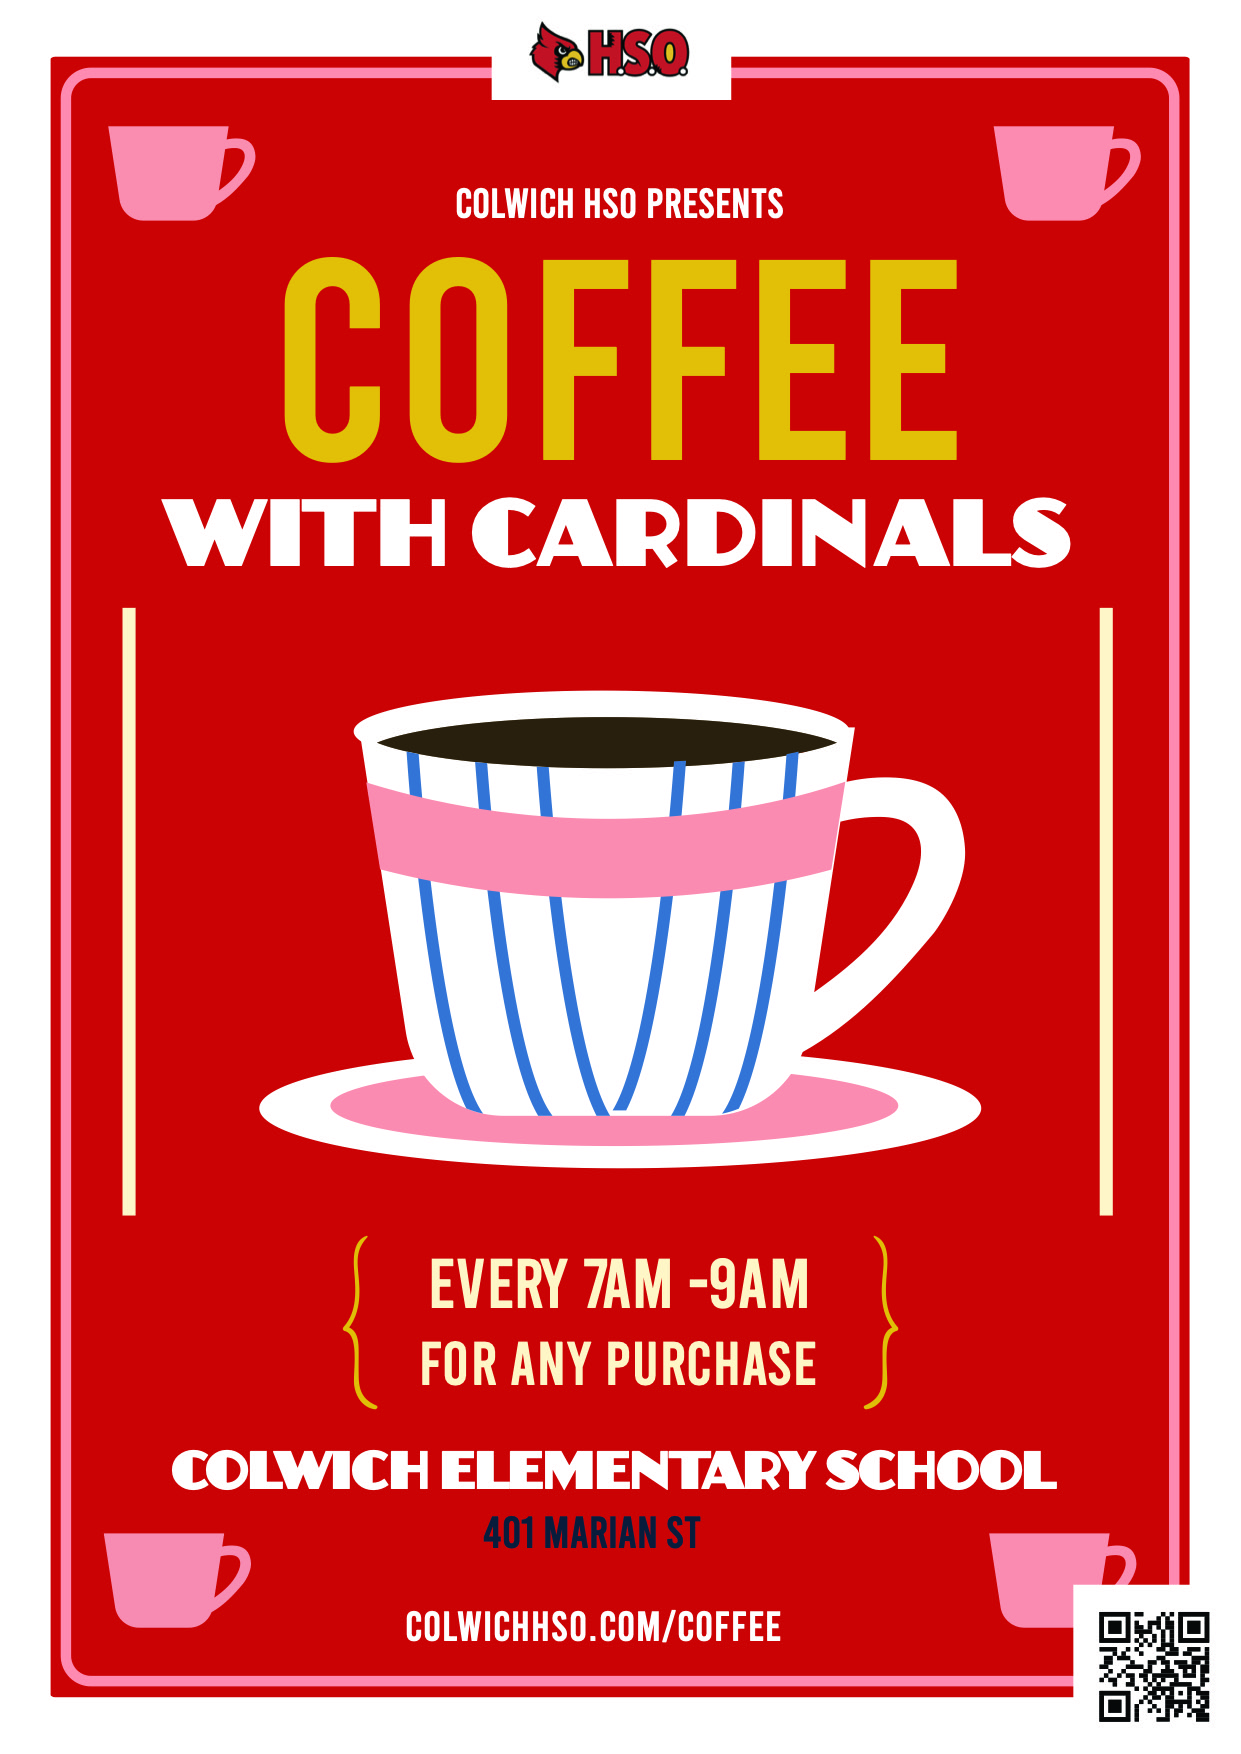 H.S.O.
COLWICH HSO PRESENTS
COFFEE
WITH CARDINALS
EVERY 7AM -9AM
FOR ANY PURCHASE
COLWICH ELEMENTARY SCHOOL
401 MARIAN ST
COLWICHHSO.COM/COFFEE